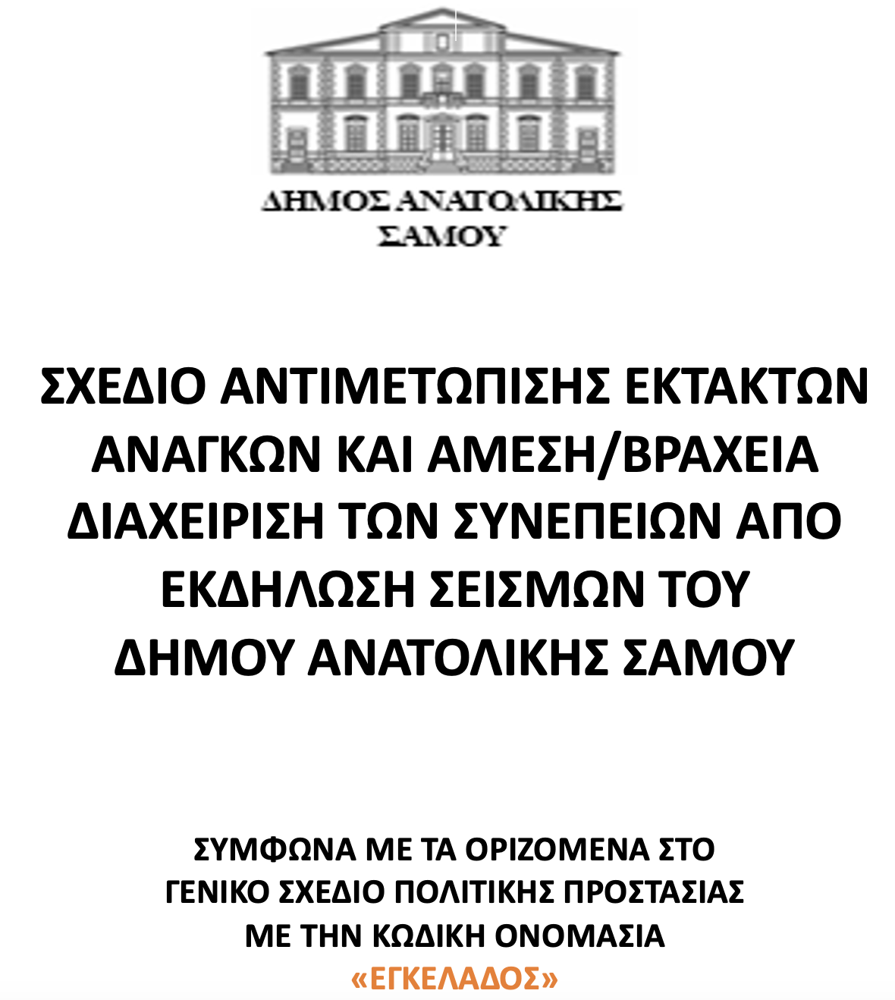 ΔΗΜΟΣ ΑΝΑΤΟΛΙΚΗΣ
ΣΑΜΟΥ
ΣΧΕΔΙΟ ΑΝΤΙΜΕΤΩΠΙΣΗΣ ΕΚΤΑΚΤΩΝ
ΑΝΑΓΚΩΝ ΚΑΙ ΑΜΕΣΗ/ΒΡΑΧΕΙΑ
ΔΙΑΧΕΙΡΙΣΗ ΤΩΝ ΣΥΝΕΠΕΙΩΝ ΑΠΟ
ΕΚΔΗΛΩΣΗ ΣΕΙΣΜΩΝ ΤΟΥ
ΔΗΜΟΥ ΑΝΑΤΟΛΙΚΗΣ ΣΑΜΟΥ
ΣΥΜΦΩΝΑ ΜΕ ΤΑ ΟΡΙΖΟΜΕΝΑ ΣΤΟ
ΓΕΝΙΚΟ ΣΧΕΔΙΟ ΠΟΛΙΤΙΚΗΣ ΠΡΟΣΤΑΣΙΑΣ
ΜΕ ΤΗΝ ΚΩΔΙΚΗ ΟΝΟΜΑΣΙΑ
«ΕΓΚΕΛΑΔΟΣ»